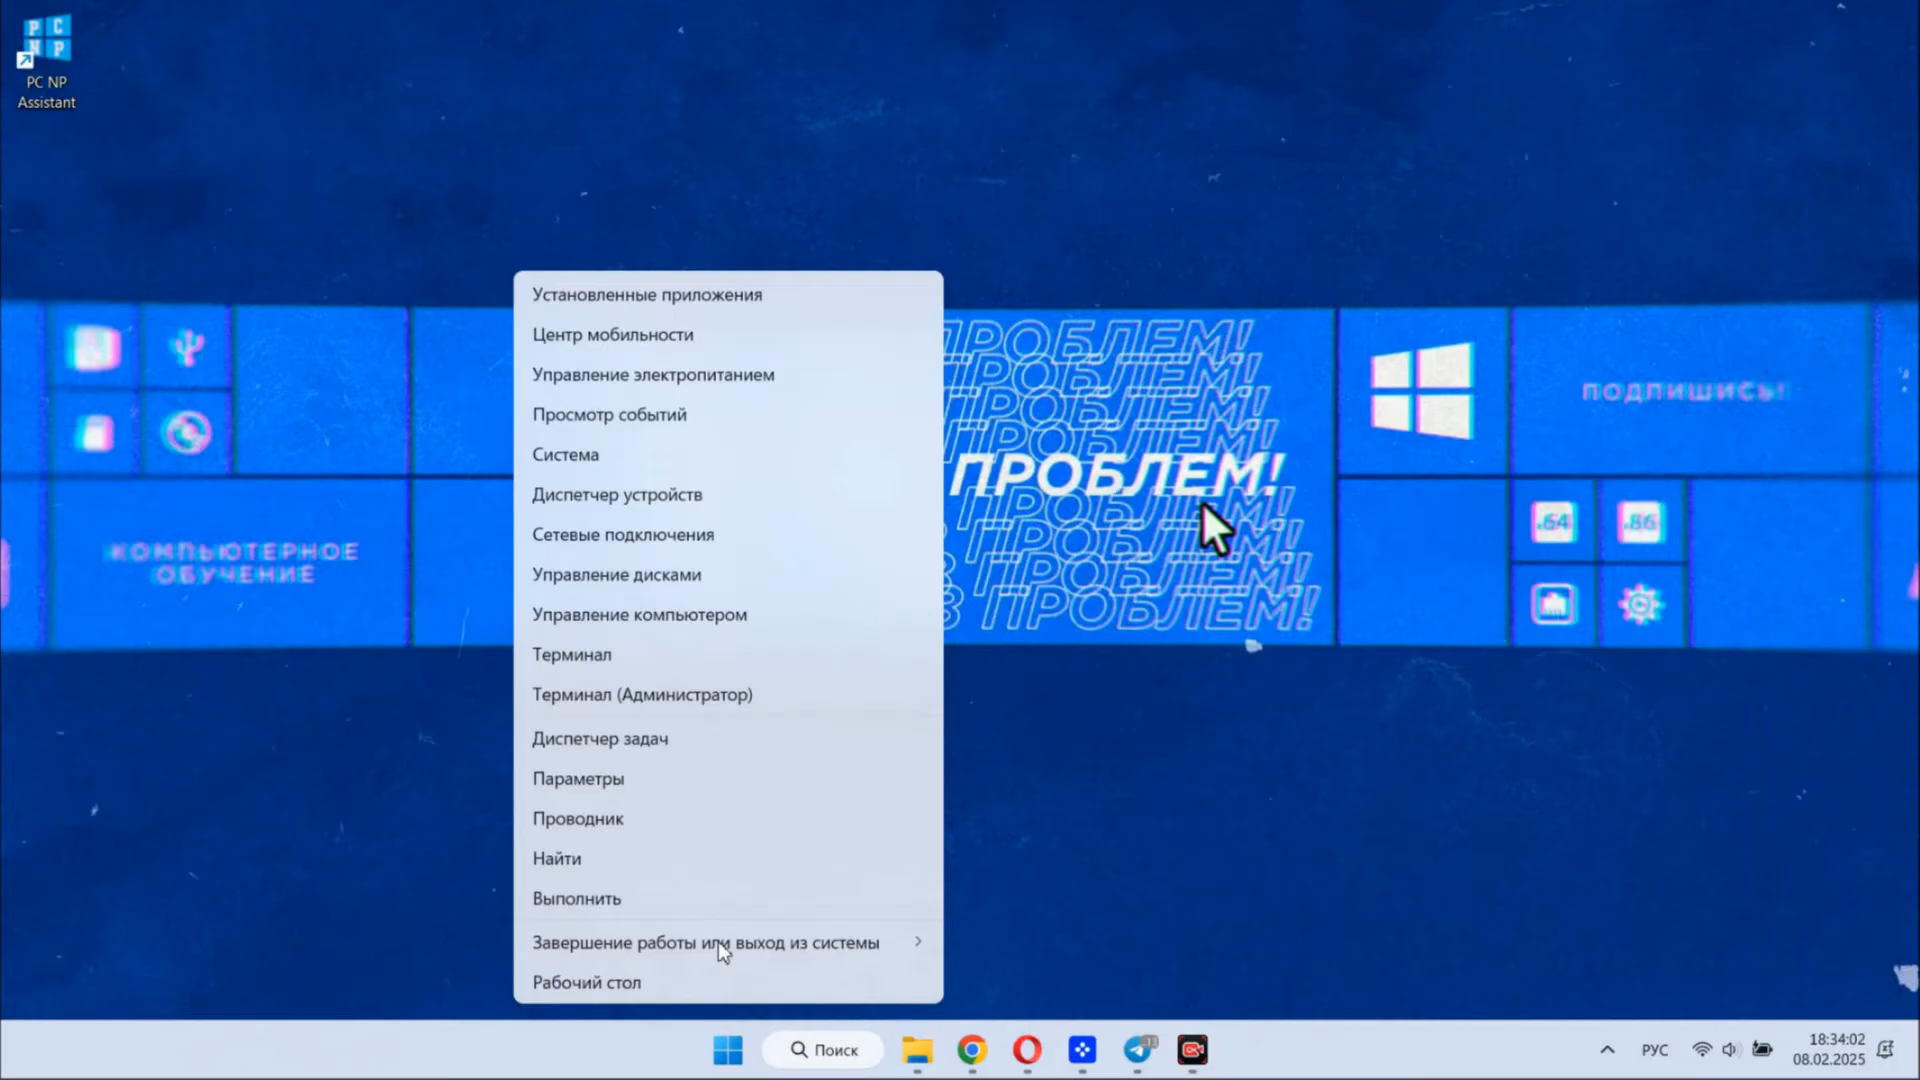 PC NP
Assistant
Установленные приложения
Центр мобильности
Управление электропитанием
Просмотр событий
Система
Диспетчер устройств
Сетевые подключения
Управление дисками
Управление компьютером
Терминал
Терминал (Администратор)
Диспетчер задач
Параметры
Проводник
Найти
Выполнить
Завершение работы или выход из системы
Рабочий стол
КОМПЬЮТЕРНОЕ
ОБУЧЕНИЕ
ПРОБЛЕМ!
ПРОБЛЕМ!
ПРОБЛЕМ!
ПРОБЛЕМ!
ПРОБЛЕМ!
ПРОБЛЕМ!
ПРОБЛЕМ!
ПРОБЛЕМ!
З ПРОБЛЕМ!
ПОДПИШИСЬ!
.64
.86
Поиск
РУС
18:34:02
08.02.2025